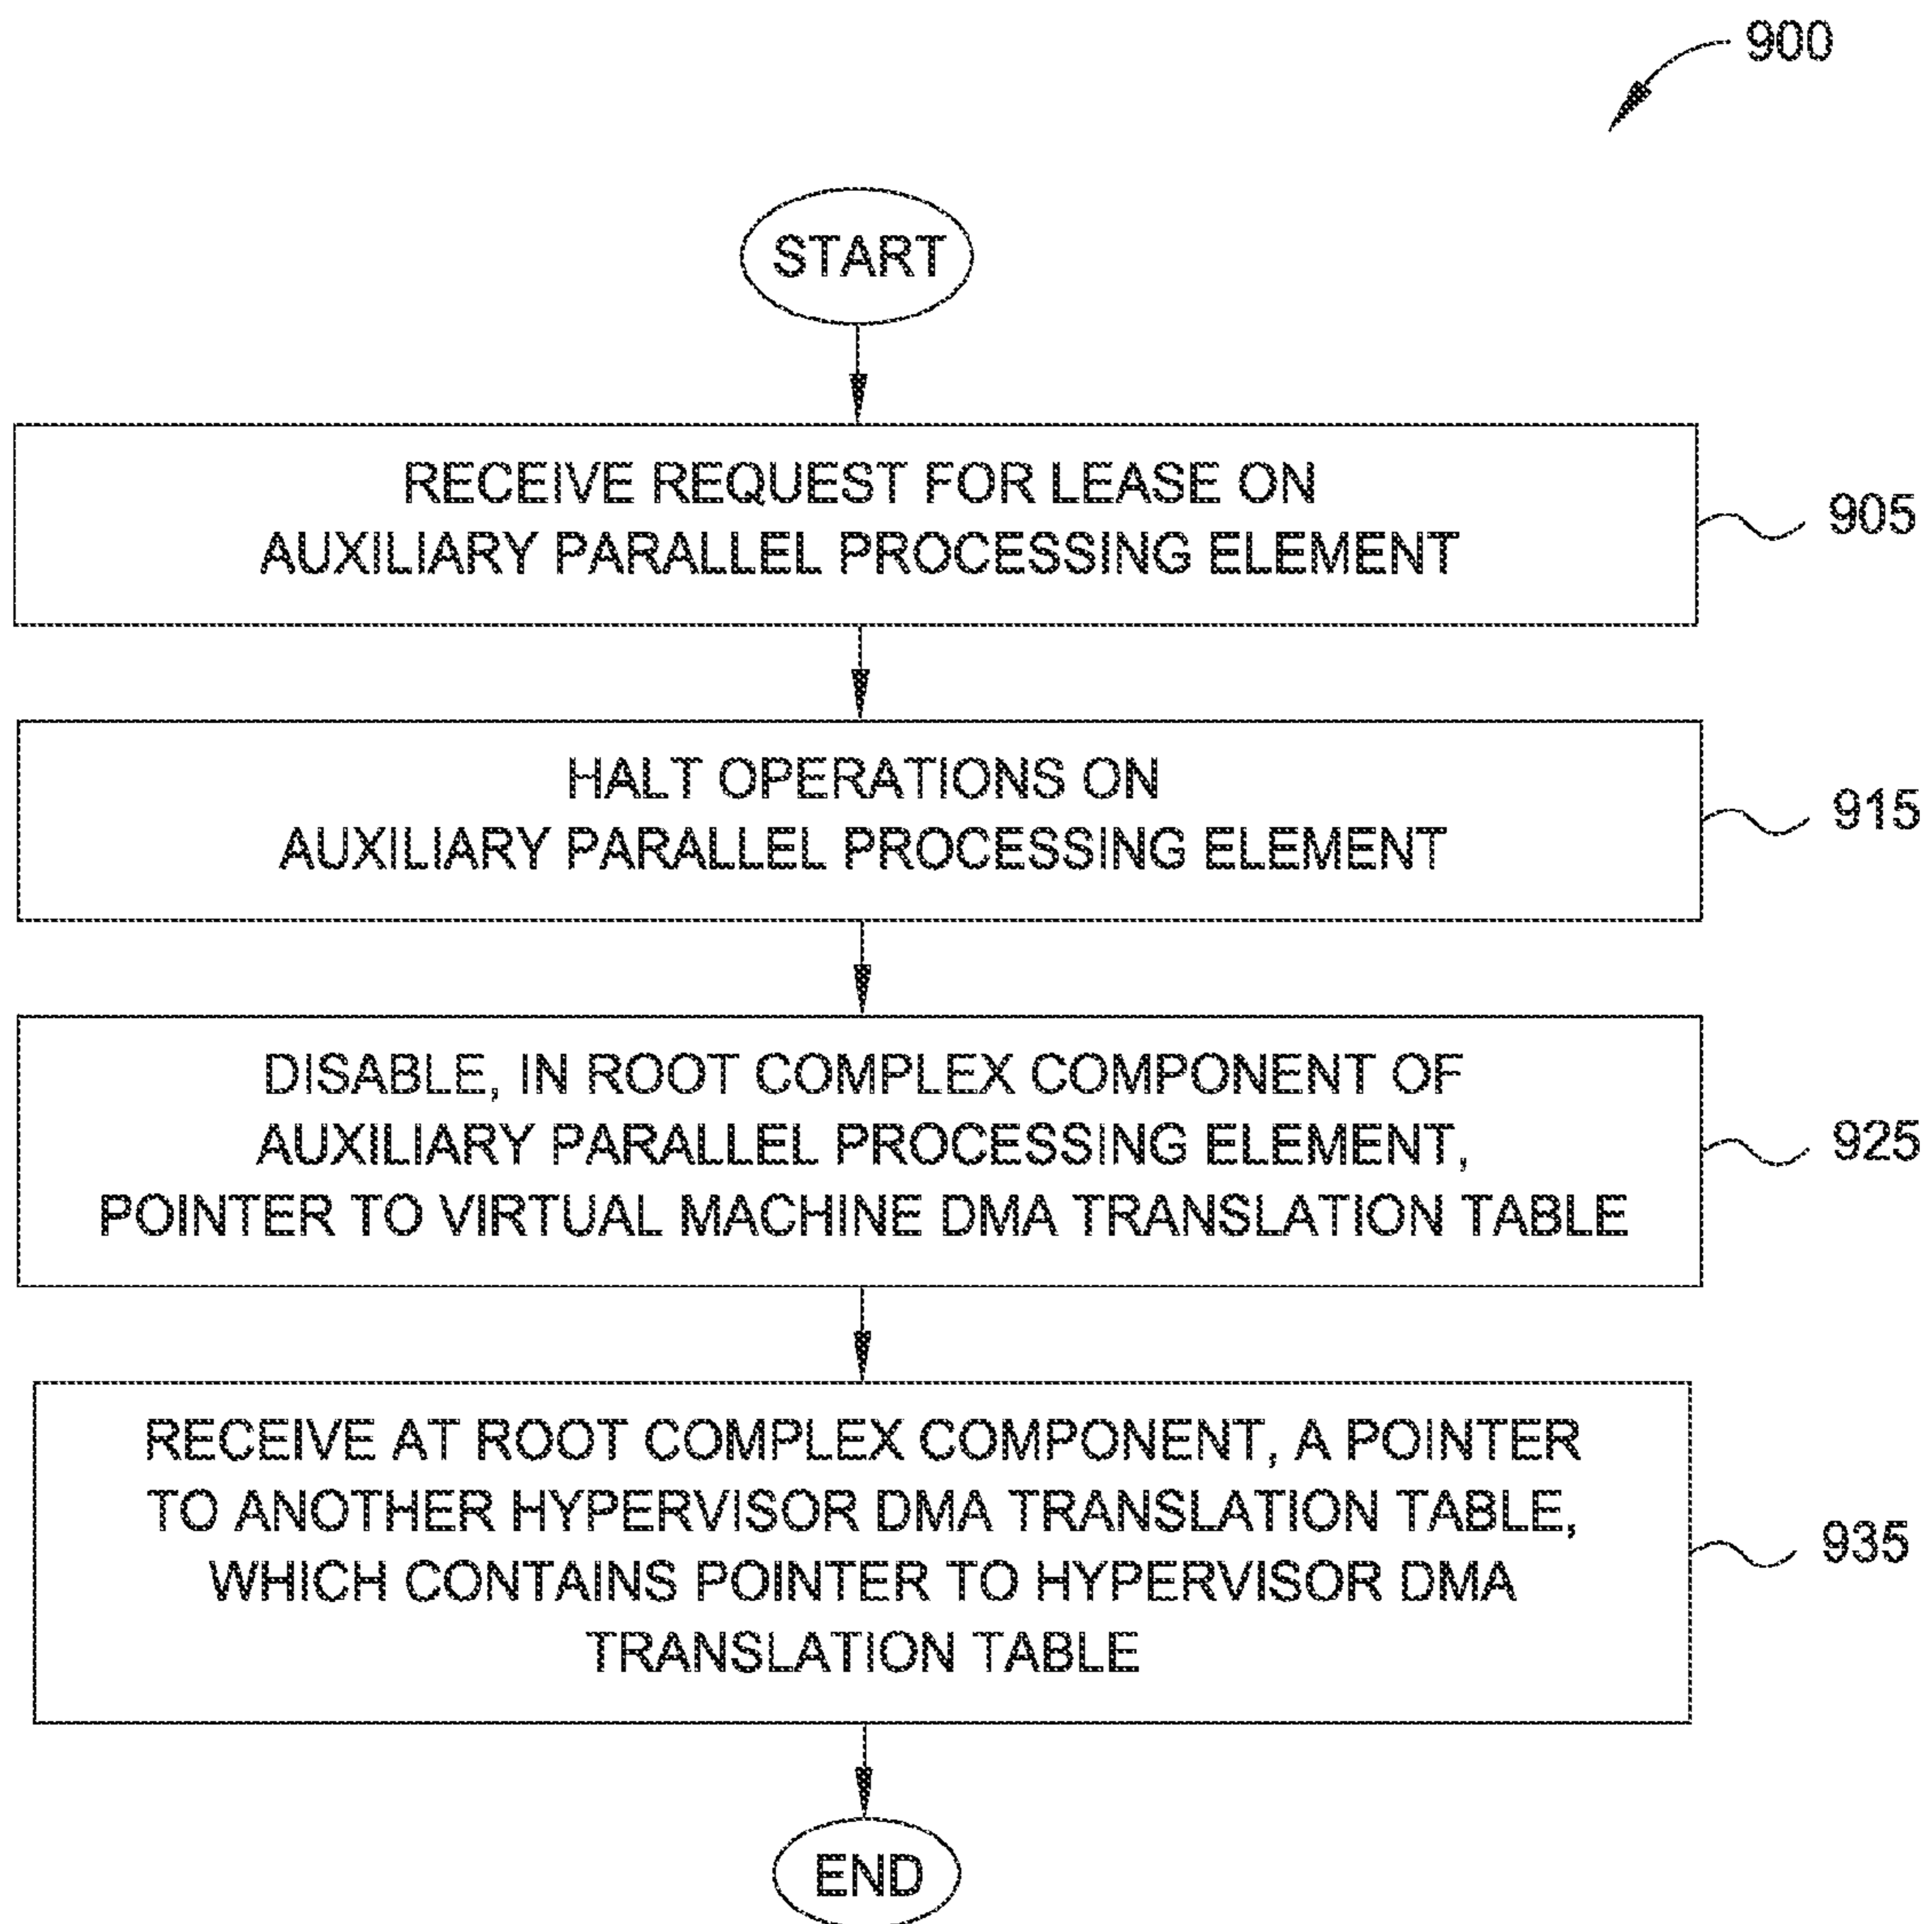 900
START
RECEIVE REQUEST FOR LEASE ON
AUXILIARY PARALLEL PROCESSING ELEMENT
905
HALT OPERATIONS ON
AUXILIARY PARALLEL PROCESSING ELEMENT
915
DISABLE, IN ROOT COMPLEX COMPONENT OF
AUXILIARY PARALLEL PROCESSING ELEMENT,
POINTER TO VIRTUAL MACHINE DMA TRANSLATION TABLE
925
RECEIVE AT ROOT COMPLEX COMPONENT, A POINTER
TO ANOTHER HYPERVISOR DMA TRANSLATION TABLE,
WHICH CONTAINS POINTER TO HYPERVISOR DMA
TRANSLATION TABLE
935
END